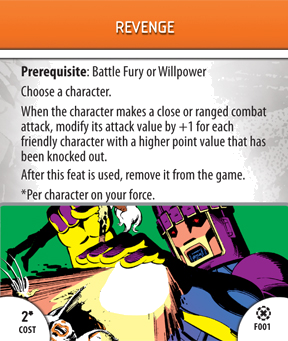 REVENGE
Prerequisite: Battle Fury or Willpower
Choose a character.
When the character makes a close or ranged combat
attack, modify its attack value by +1 for each
friendly character with a higher point value that has
been knocked out.
After this feat is used, remove it from the game.
*Per character on your force.
2*
COST
F001